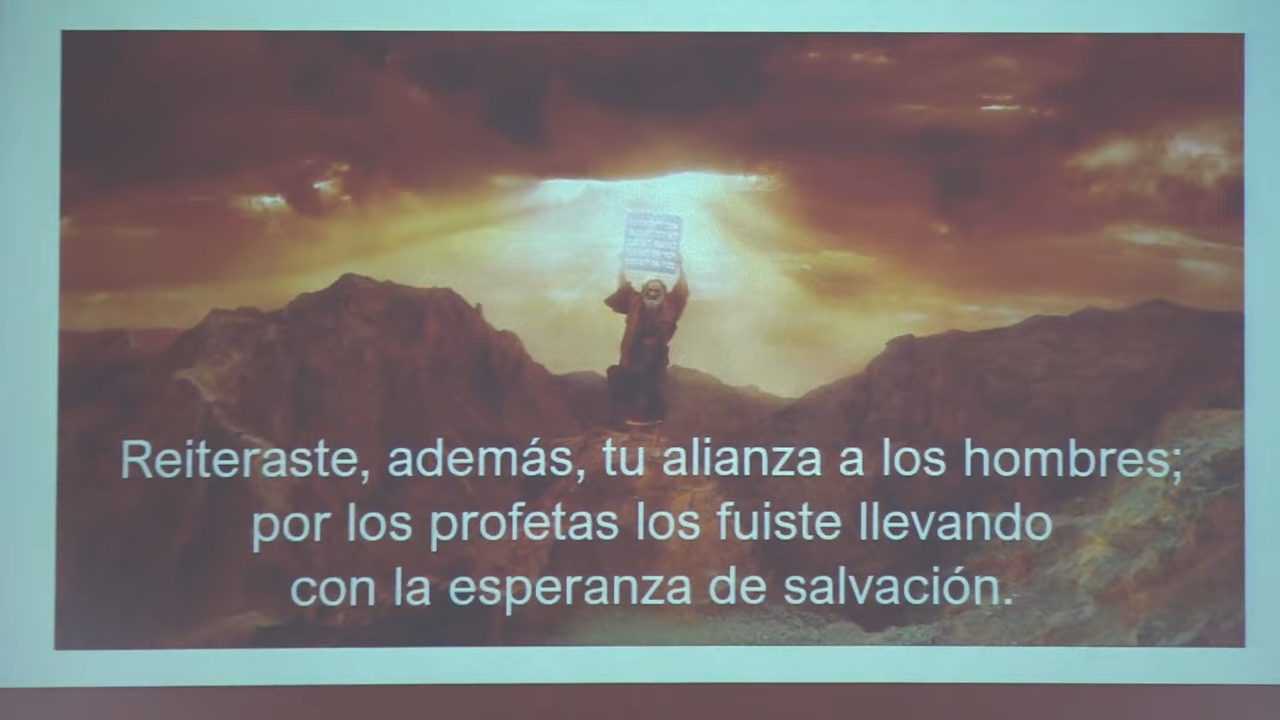 Reiteraste, además, tu alianza a los hombres;
por los profetas los fuiste llevando
con la esperanza de salvación.